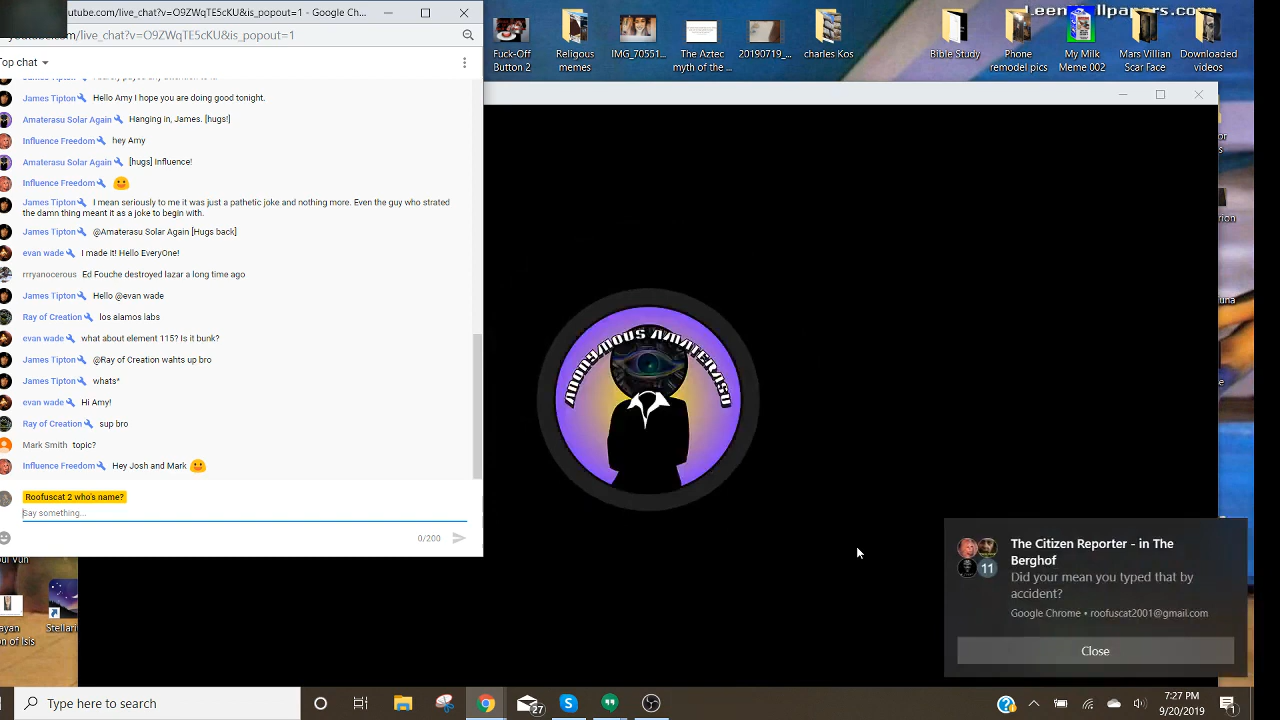 utube.com/live_chat?v=O9ZWqTE5cKU&is_popout=1 - Google Chr...
youtube.com/live_chat?v=O9ZWqTE5cKU&is_popout=1
Top chat
James Tipton Hello Amy I hope you are doing good tonight.
Amaterasu Solar Again Hanging in, James. [hugs!]
Influence Freedom hey Amy
Amaterasu Solar Again [hugs] Influence!
Influence Freedom
James Tipton I mean seriously to me it was just a pathetic joke and nothing more. Even the guy who strated
the damn thing meant it as a joke to begin with.
James Tipton @Amaterasu Solar Again [Hugs back]
evan wade I made it! Hello EveryOne!
rrryanocerous Ed Fouche destroyed lazar a long time ago
James Tipton Hello @evan wade
Ray of Creation los alamos labs
evan wade what about element 115? Is it bunk?
James Tipton @Ray of Creation wahts up bro
James Tipton whats*
evan wade Hi Amy!
Ray of Creation sup bro
Mark Smith topic?
Influence Freedom Hey Josh and Mark
Roofuscat 2 who's name?
Say something...
0/200
Fuck-Off
Button 2
Religous
memes
IMG_70551...
The Aztec
myth of the ...
20190719_...
charles Kos
Bible Study
Phone
remodel pics
My Milk
Meme 002
Mars Villian
Scar Face
Downloaded
videos
ANONYMOUS AMATERASU
The Citizen Reporter - in The
Berghof
11
Did your mean you typed that by
accident?
Google Chrome • roofuscat2001@gmail.com
Close
Stellari
on of Isis
Type here to search
27
7:27 PM
9/20/2019
1